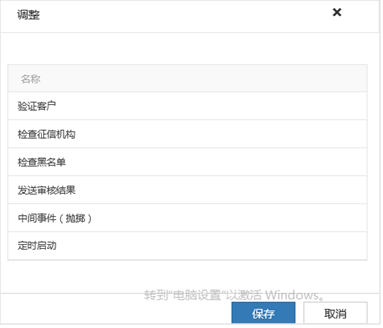 调整
名称
验证客户
检查征信机构
检查黑名单
发送审核结果
中间事件（抛掷）
定时启动
转到"电脑设置"以激活 Windows。
保存 取消